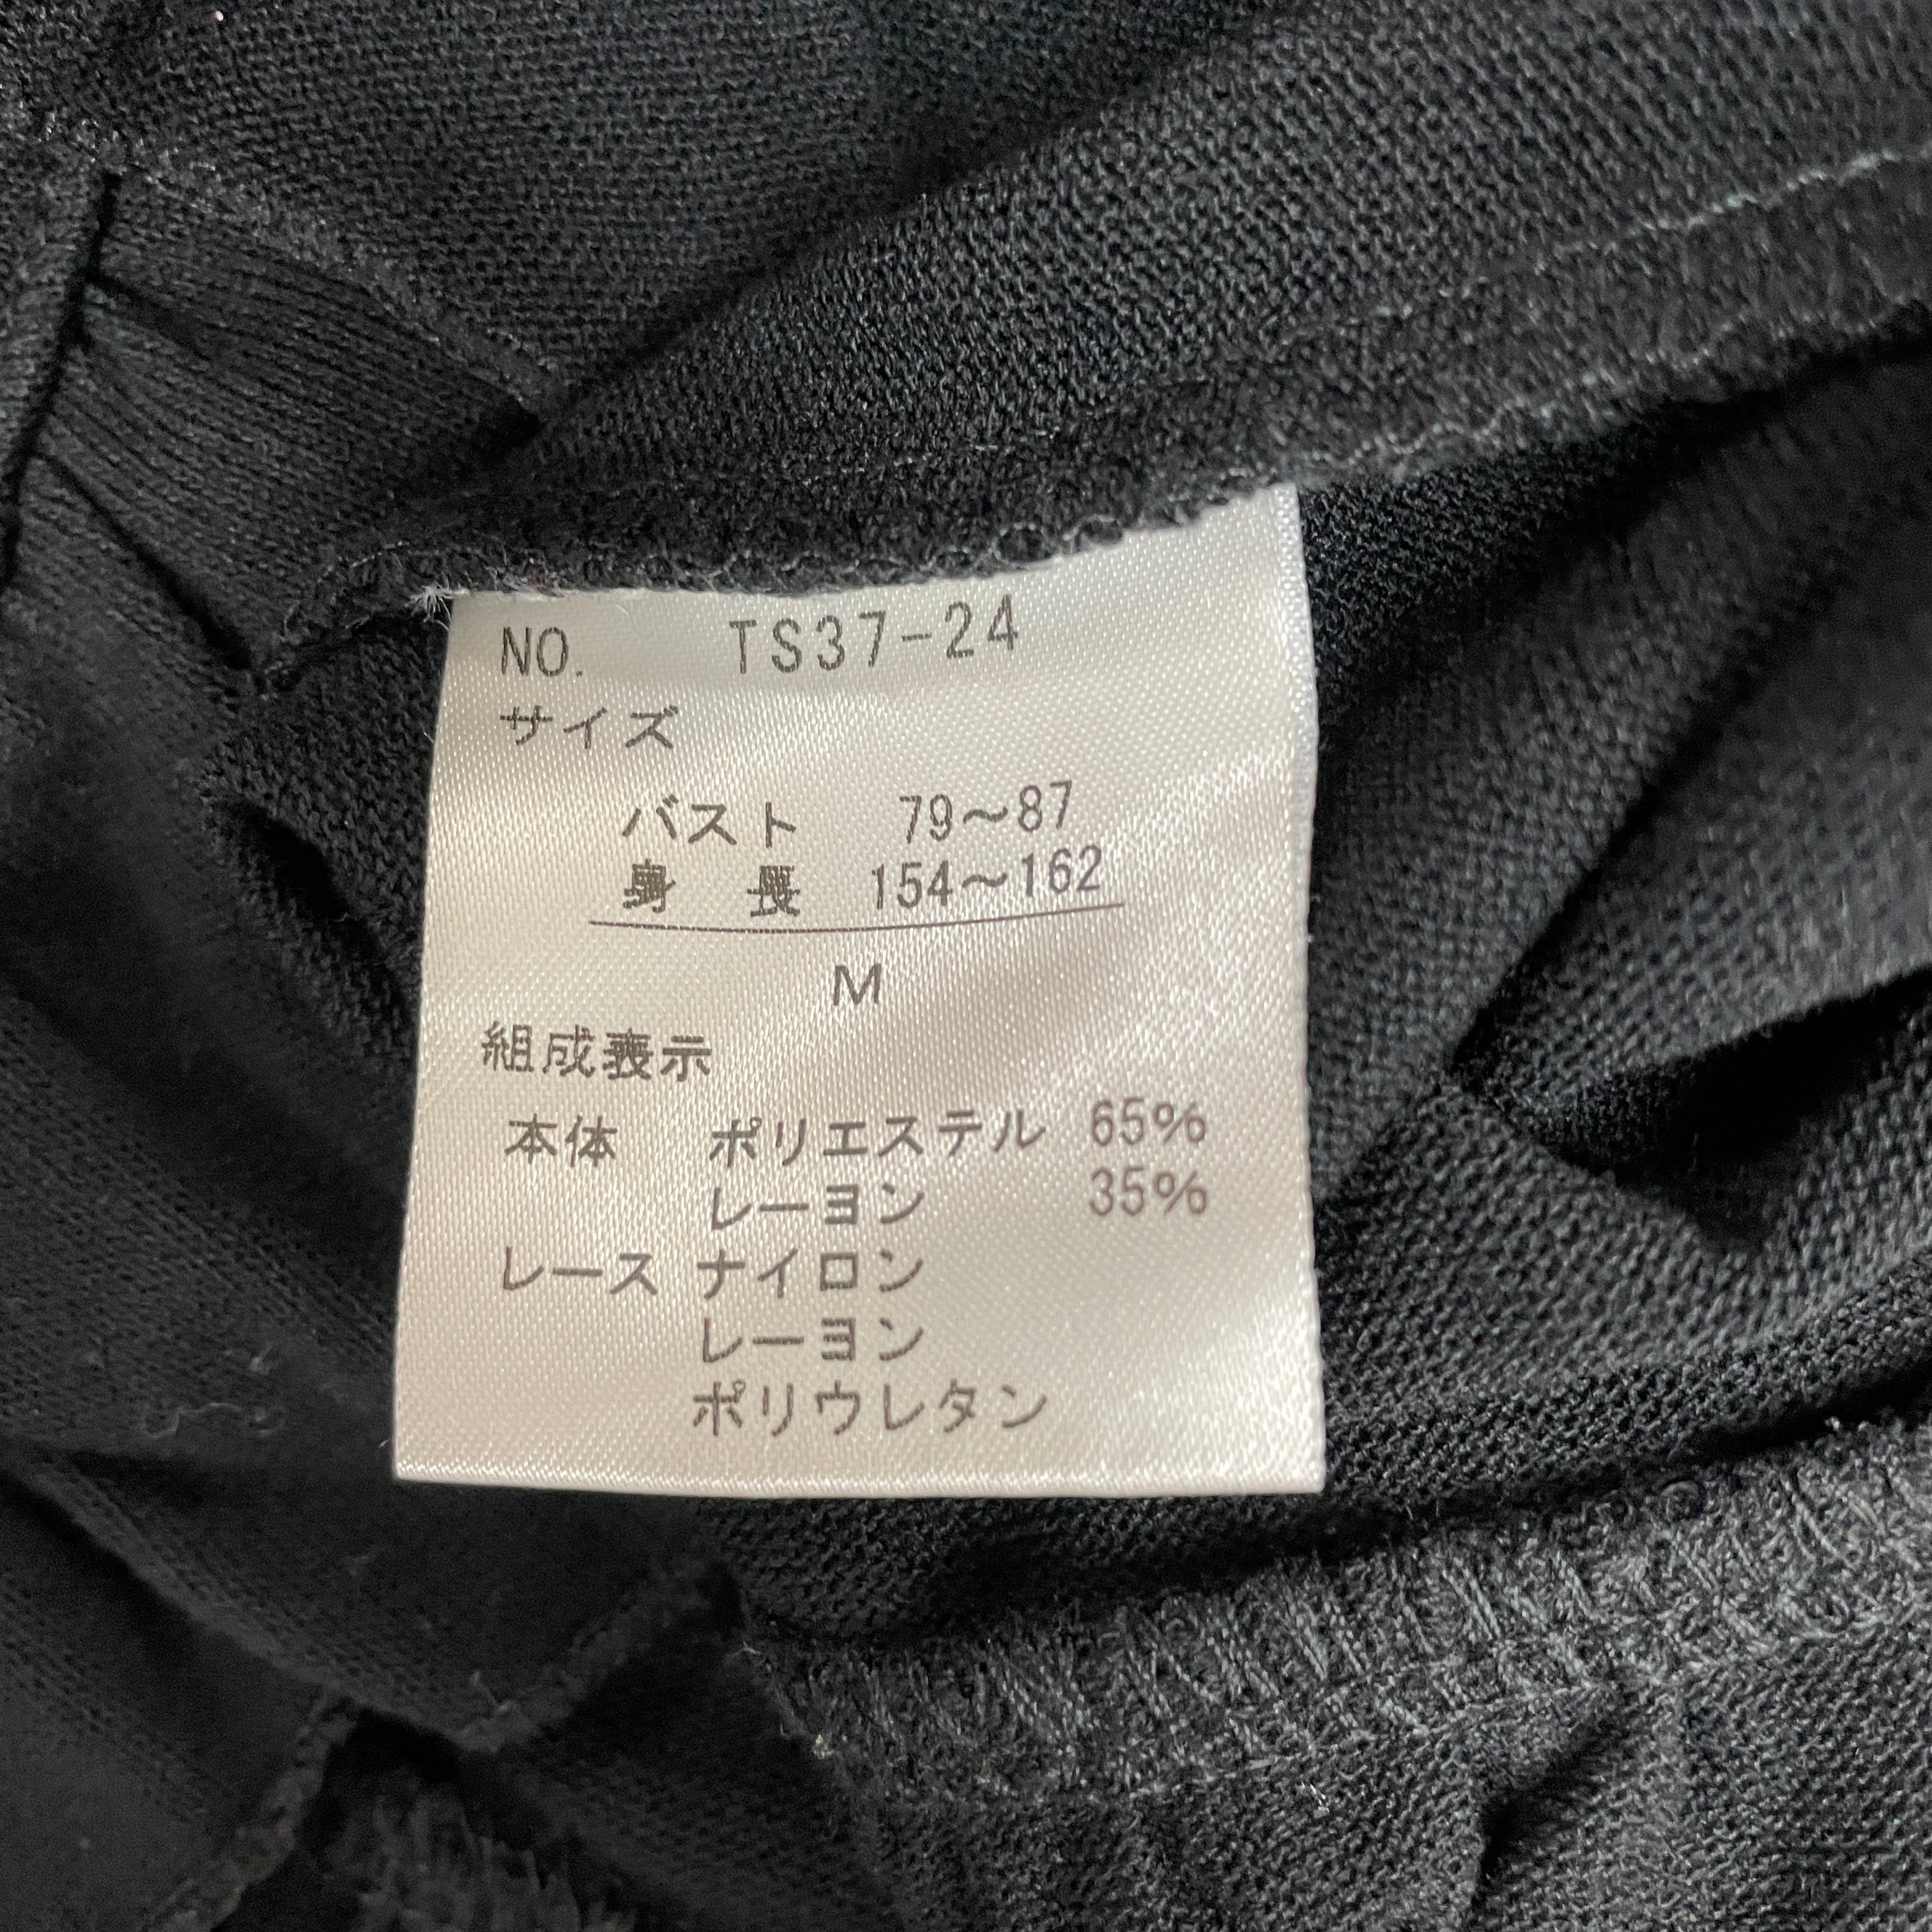 NO. TS37-24
サイズ
バスト 79～87
身 長 154～162
M
組成表示
本体 ポリエステル 65%
レーヨン 35%
レース ナイロン
レーヨン
ポリウレタン